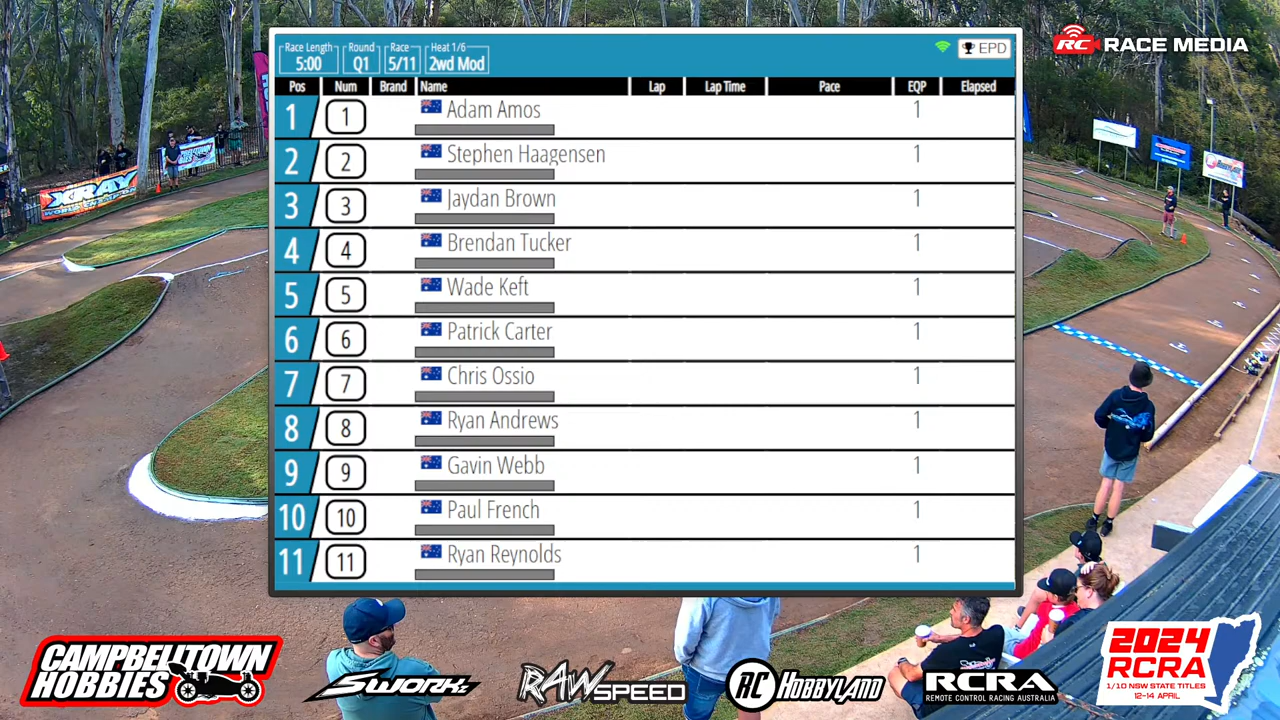 RC RACE MEDIA
Race Length
5:00
Round
Q1
Race
5/11
Heat 1/6
2wd Mod
EPD
Pos Num Brand Name Lap Lap Time Pace EQP Elapsed
1 1 Adam Amos 1
2 2 Stephen Haagensen 1
3 3 Jaydan Brown 1
4 4 Brendan Tucker 1
5 5 Wade Keft 1
6 6 Patrick Carter 1
7 7 Chris Ossio 1
8 8 Ryan Andrews 1
9 9 Gavin Webb 1
10 10 Paul French 1
11 11 Ryan Reynolds 1
XRAY
CAMPBELLTOWN
HOBBIES
SWORKz
RAW SPEED
RC HOBBYLAND
RCRA
REMOTE CONTROL RACING AUSTRALIA
2024
RCRA
1/10 NSW STATE TITLES
12-14 APRIL